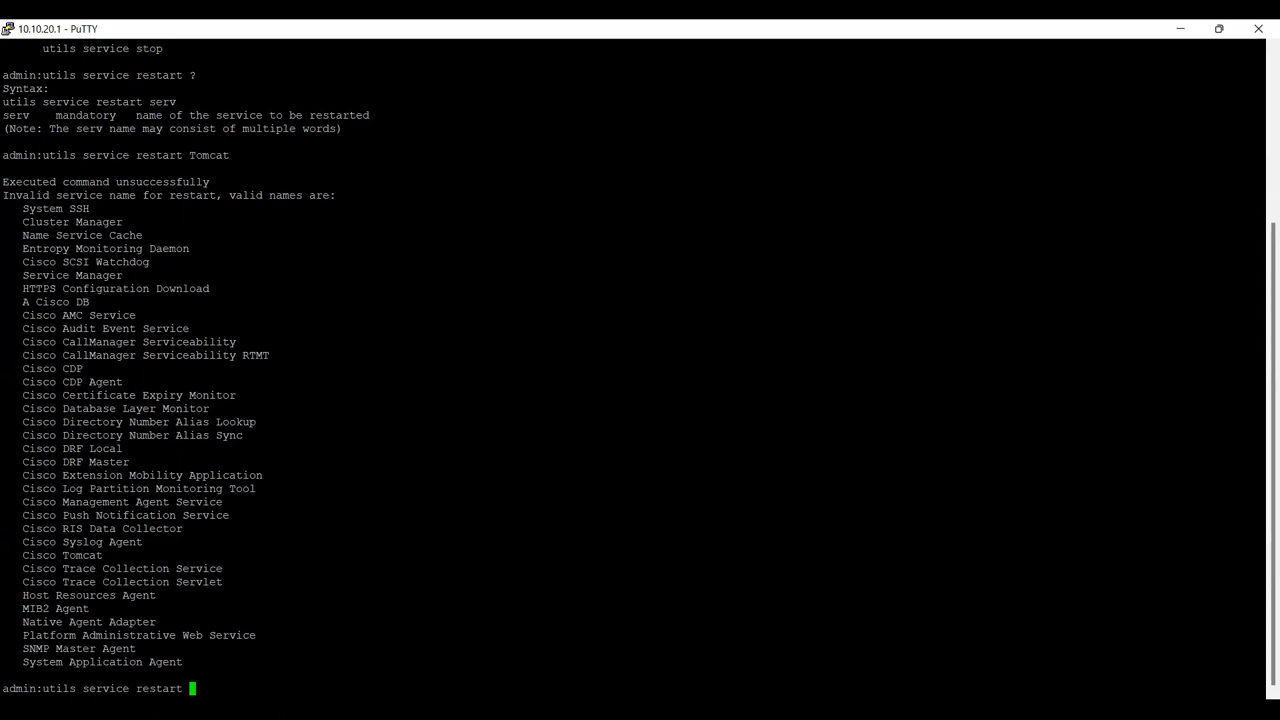 10.10.20.1 - PuTTY
utils service stop
admin:utils service restart ?
Syntax:
utils service restart serv
serv    mandatory   name of the service to be restarted
(Note: The serv name may consist of multiple words)
admin:utils service restart Tomcat
Executed command unsuccessfully
Invalid service name for restart, valid names are:
System SSH
Cluster Manager
Name Service Cache
Entropy Monitoring Daemon
Cisco SCSI Watchdog
Service Manager
HTTPS Configuration Download
A Cisco DB
Cisco AMC Service
Cisco Audit Event Service
Cisco CallManager Serviceability
Cisco CallManager Serviceability RTMT
Cisco CDP
Cisco CDP Agent
Cisco Certificate Expiry Monitor
Cisco Database Layer Monitor
Cisco Directory Number Alias Lookup
Cisco Directory Number Alias Sync
Cisco DRF Local
Cisco DRF Master
Cisco Extension Mobility Application
Cisco Log Partition Monitoring Tool
Cisco Management Agent Service
Cisco Push Notification Service
Cisco RIS Data Collector
Cisco Syslog Agent
Cisco Tomcat
Cisco Trace Collection Service
Cisco Trace Collection Servlet
Host Resources Agent
MIB2 Agent
Native Agent Adapter
Platform Administrative Web Service
SNMP Master Agent
System Application Agent
admin:utils service restart